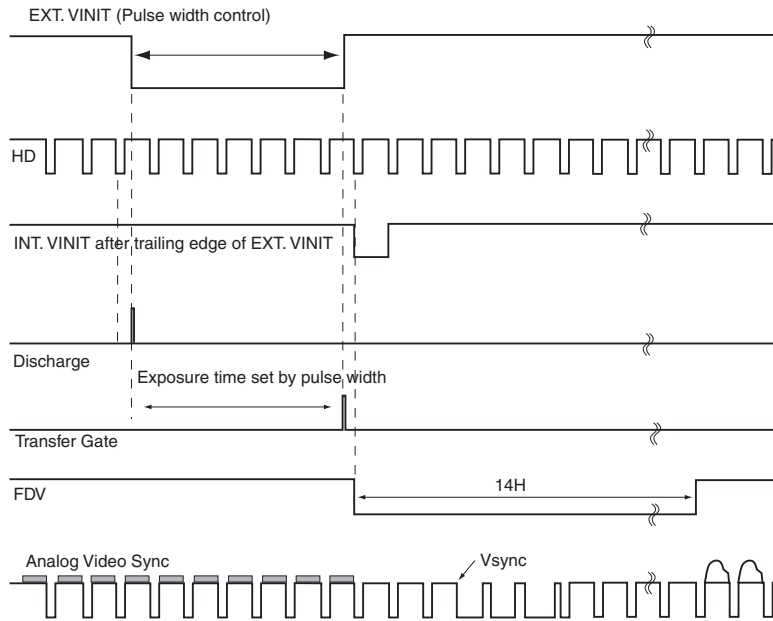 EXT. VINIT (Pulse width control)
HD
INT. VINIT after trailing edge of EXT. VINIT
Discharge
Exposure time set by pulse width
Transfer Gate
FDV
14H
Analog Video Sync
Vsync